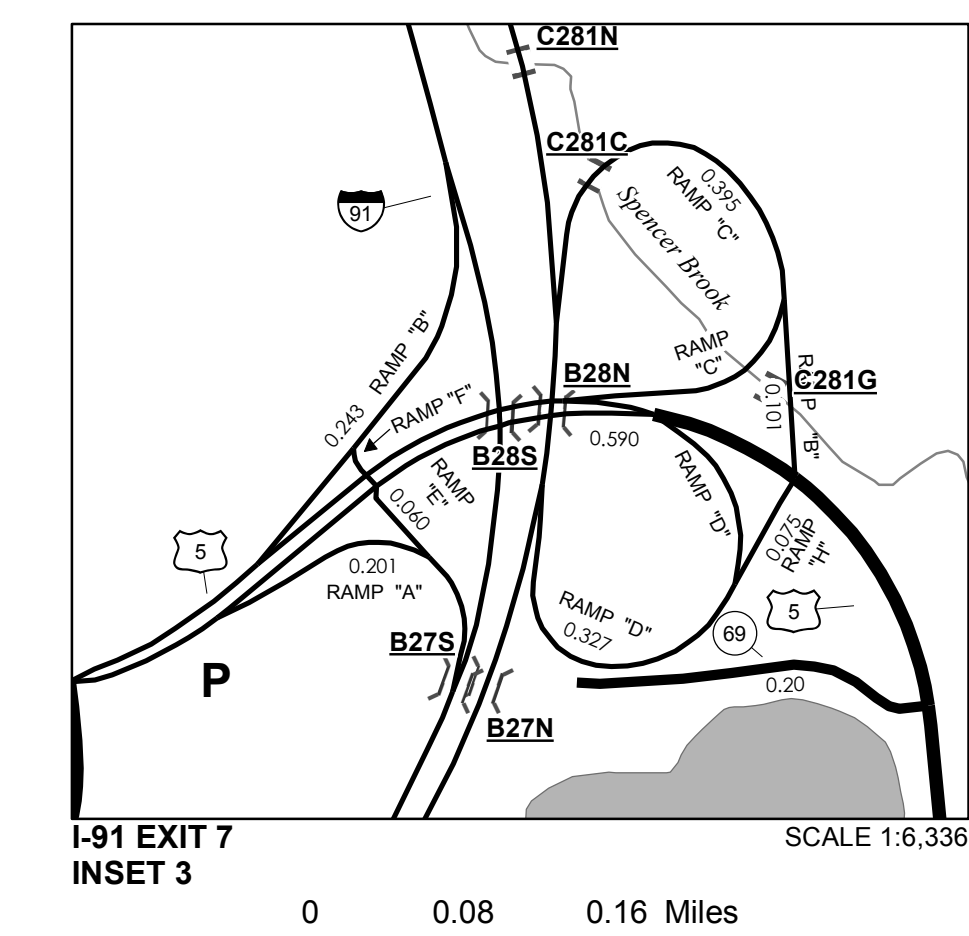 C281N
C281C
91
0.395
RAMP "C"
Spencer Brook
RAMP "B"
0.243
RAMP "C"
RAMP "F"
B28N
C281G
RAMP "B"
0.101
0.590
B28S
RAMP "E"
0.060
RAMP "D"
5
0.201
RAMP "A"
0.075
RAMP "H"
RAMP "D"
0.327
5
69
B27S
P
0.20
B27N
I-91 EXIT 7
INSET 3
SCALE 1:6,336
0 0.08 0.16 Miles